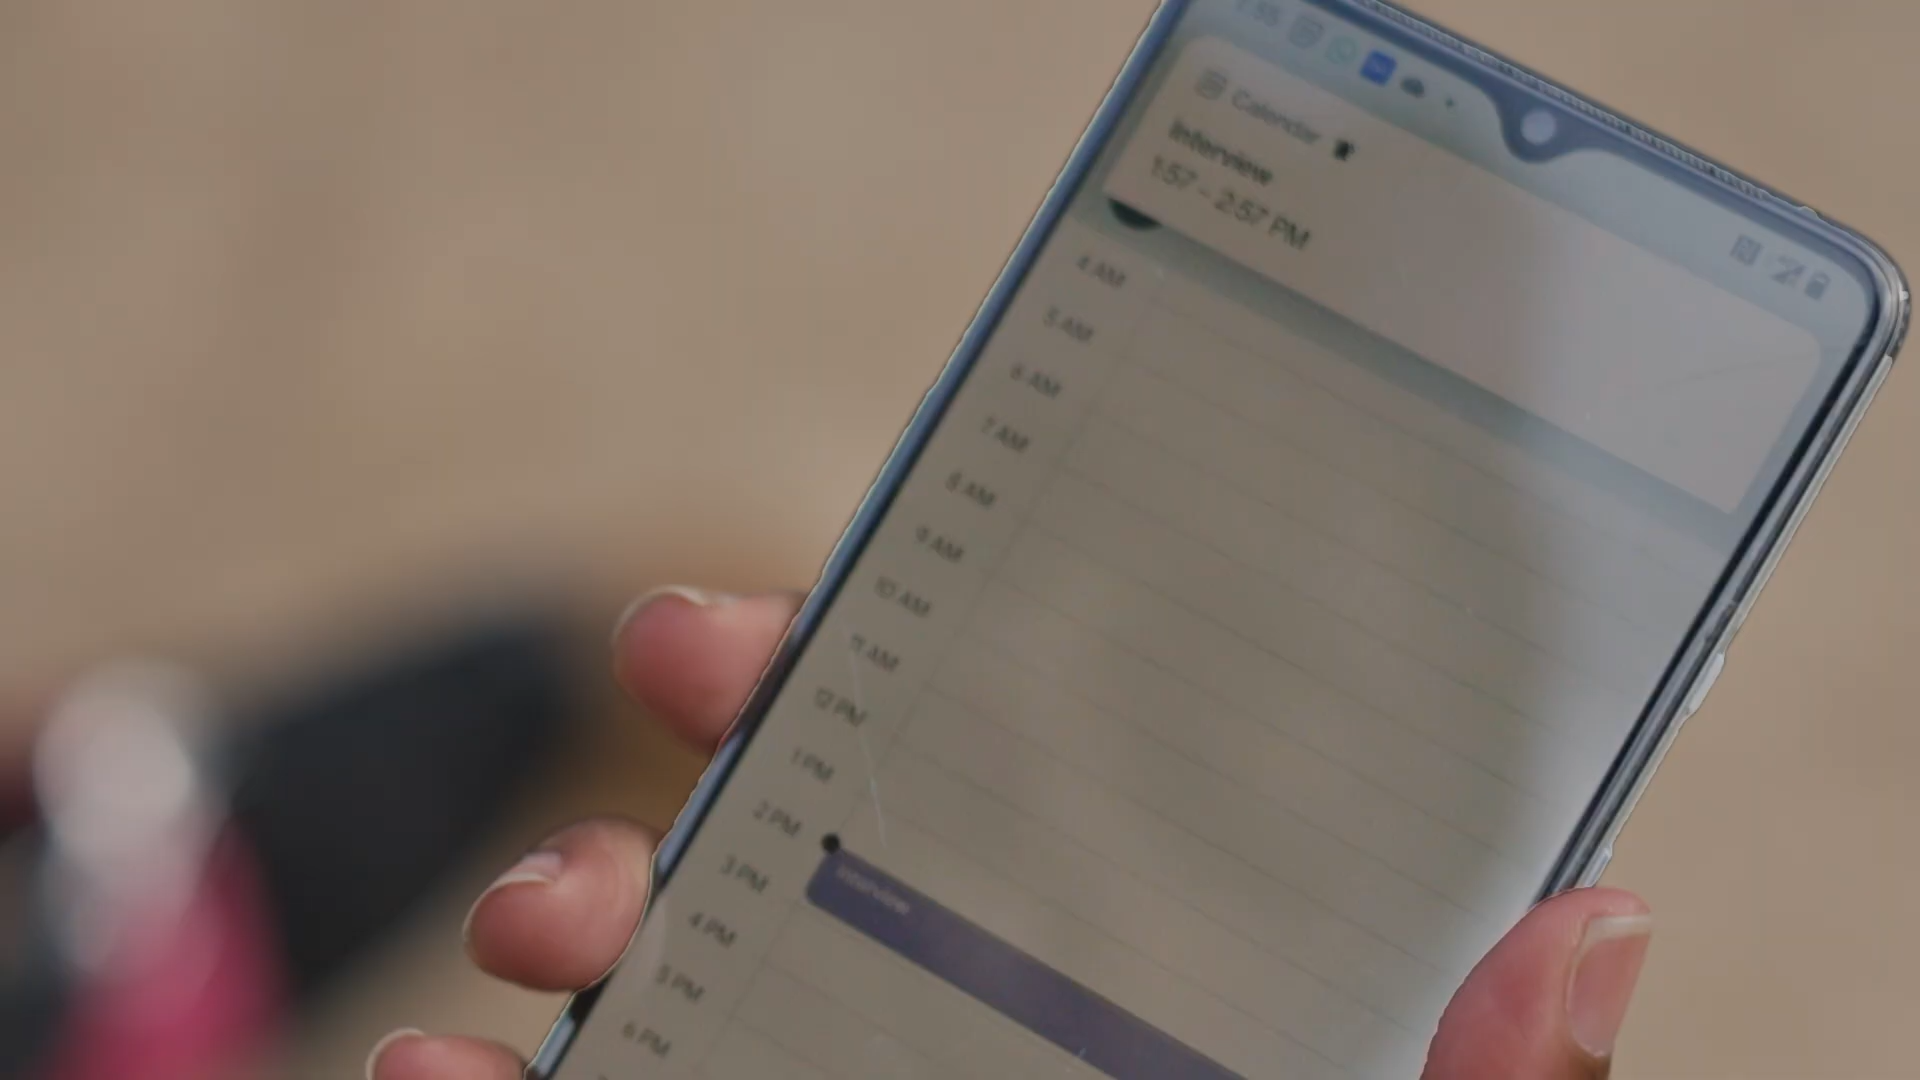 1:55
Calendar
Interview
1:57 – 2:57 PM
4 AM
5 AM
6 AM
7 AM
8 AM
9 AM
10 AM
11 AM
12 PM
1 PM
2 PM
3 PM
Interview
4 PM
5 PM
6 PM